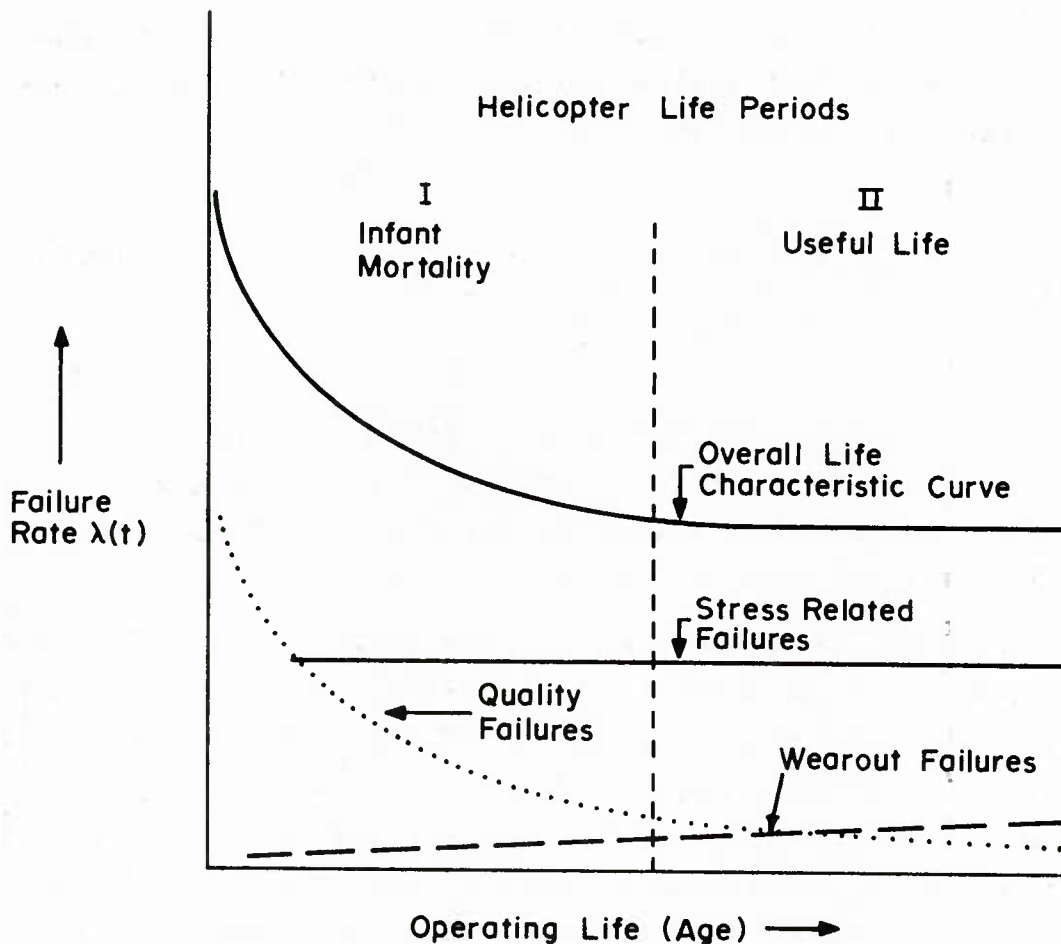 Helicopter Life Periods
I
Infant
Mortality
II
Useful Life
Overall Life
Characteristic Curve
Failure
Rate λ(t)
Stress Related
Failures
Quality
Failures
Wearout Failures
Operating Life (Age)